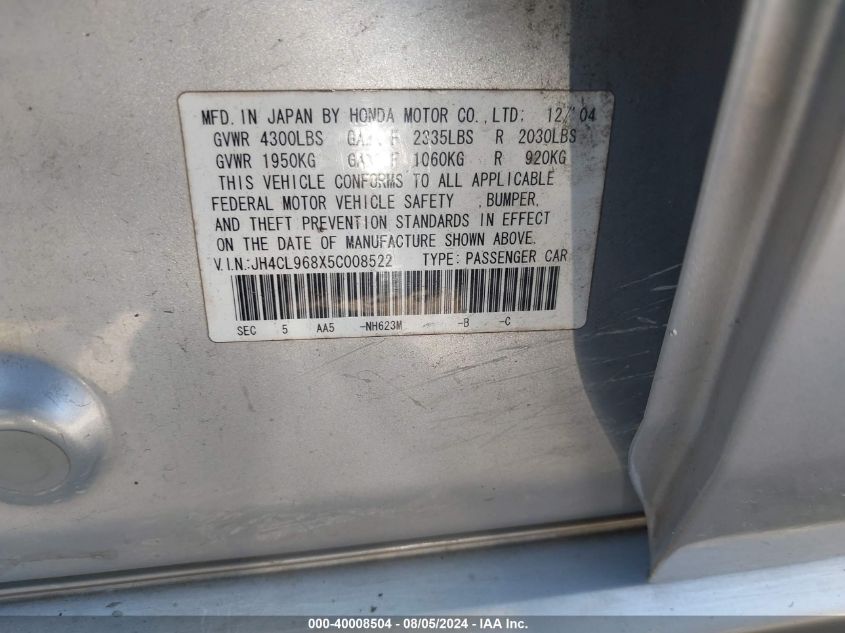 MFD. IN JAPAN BY HONDA MOTOR CO., LTD: 12/'04
GVWR 4300LBS F 2335LBS R 2030LBS
GVWR 1950KG F 1060KG R 920KG
THIS VEHICLE CONFORMS TO ALL APPLICABLE
FEDERAL MOTOR VEHICLE SAFETY ,BUMPER,
AND THEFT PREVENTION STANDARDS IN EFFECT
ON THE DATE OF MANUFACTURE SHOWN ABOVE.
V.I.N.:JH4CL968X5C008522 TYPE: PASSENGER CAR
SEC 5 AA5 -NH623M -B -C
000-40008504 - 08/05/2024 - IAA Inc.